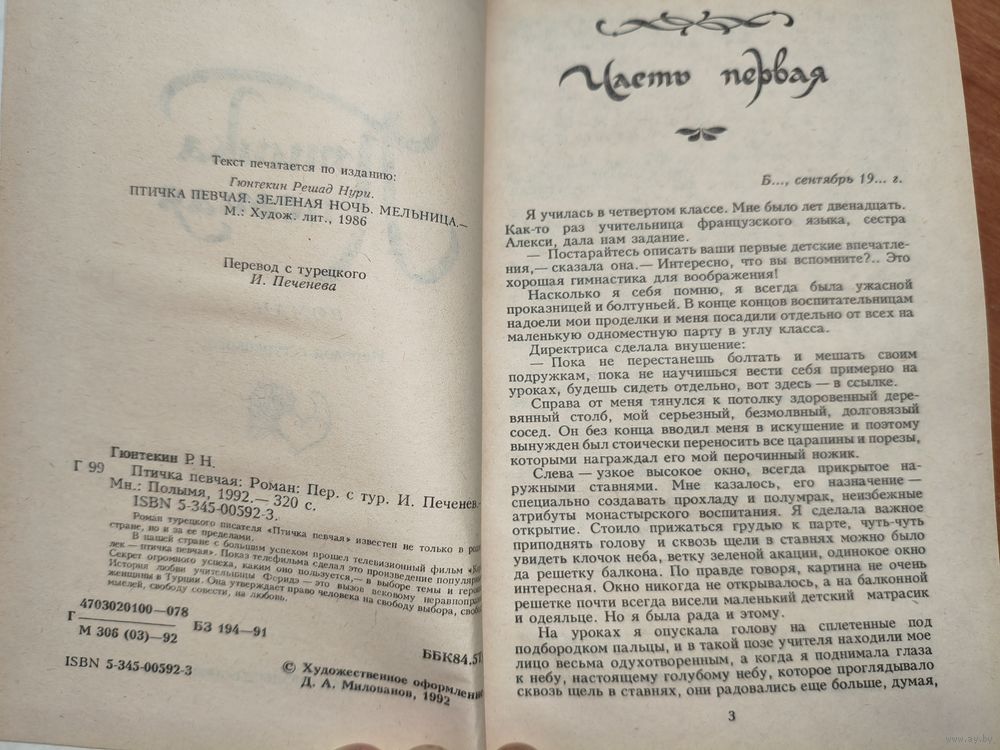 Текст печатается по изданию:
Гюнтекин Решад Нури.
ПТИЧКА ПЕВЧАЯ. ЗЕЛЕНАЯ НОЧЬ. МЕЛЬНИЦА.—
М.: Худож. лит., 1986
Перевод с турецкого
И. Печенева
Гюнтекин Р. Н.
Г 99 Птичка певчая: Роман: Пер. с тур. И. Печенев.—
Мн.: Полымя, 1992.— 320 с.
ISBN 5-345-00592-3.
Роман турецкого писателя «Птичка певчая» известен не только в
стране, но и за ее пределами.
В нашей стране с большим успехом прошел телевизионный фильм
лек — птичка певчая». Показ телефильма сделал это произведение
Секрет огромного успеха, каким оно пользуется,— в выборе темы и
История любви учительницы Феридэ — это вызов вековому
женщины в Турции. Она утверждает право человека на свободу выбора,
мыслей, свободу совести, на любовь.
4703020100—078
Г БЗ 194—91
М 306 (03)—92
ББК84.5
ISBN 5-345-00592-3
© Художественное
Д. А. Милованов, 1992
Часть первая
Б..., сентябрь 19... г.
Я училась в четвертом классе. Мне было лет двенадцать.
Как-то раз учительница французского языка, сестра
Алекси, дала нам задание.
— Постарайтесь описать ваши первые детские впечатле-
ния,— сказала она.— Интересно, что вы вспомните?.. Это
хорошая гимнастика для воображения!
Насколько я себя помню, я всегда была ужасной
проказницей и болтуньей. В конце концов воспитательницам
надоели мои проделки и меня посадили отдельно от всех на
маленькую одноместную парту в углу класса.
Директриса сделала внушение:
— Пока не перестанешь болтать и мешать своим
подружкам, пока не научишься вести себя примерно на
уроках, будешь сидеть отдельно, вот здесь — в ссылке.
Справа от меня тянулся к потолку здоровенный дере-
вянный столб, мой серьезный, безмолвный, долговязый
сосед. Он без конца вводил меня в искушение и поэтому
вынужден был стоически переносить все царапины и порезы,
которыми награждал его мой перочинный ножик.
Слева — узкое высокое окно, всегда прикрытое на-
ружными ставнями. Мне казалось, его назначение —
специально создавать прохладу и полумрак, неизбежные
атрибуты монастырского воспитания. Я сделала важное
открытие. Стоило прижаться грудью к парте, чуть-чуть
приподнять голову и сквозь щели в ставнях можно было
увидеть клочок неба, ветку зеленой акации, одинокое окно
да решетку балкона. По правде говоря, картина не очень
интересная. Окно никогда не открывалось, а на балконной
решетке почти всегда висели маленький детский матрасик
и одеяльце. Но я была рада и этому.
На уроках я опускала голову на сплетенные под
подбородком пальцы, и в такой позе учителя находили мое
лицо весьма одухотворенным, а когда я поднимала глаза
к небу, настоящему голубому небу, которое проглядывало
сквозь щель в ставнях, они радовались еще больше, думая,
3
www.ay.by